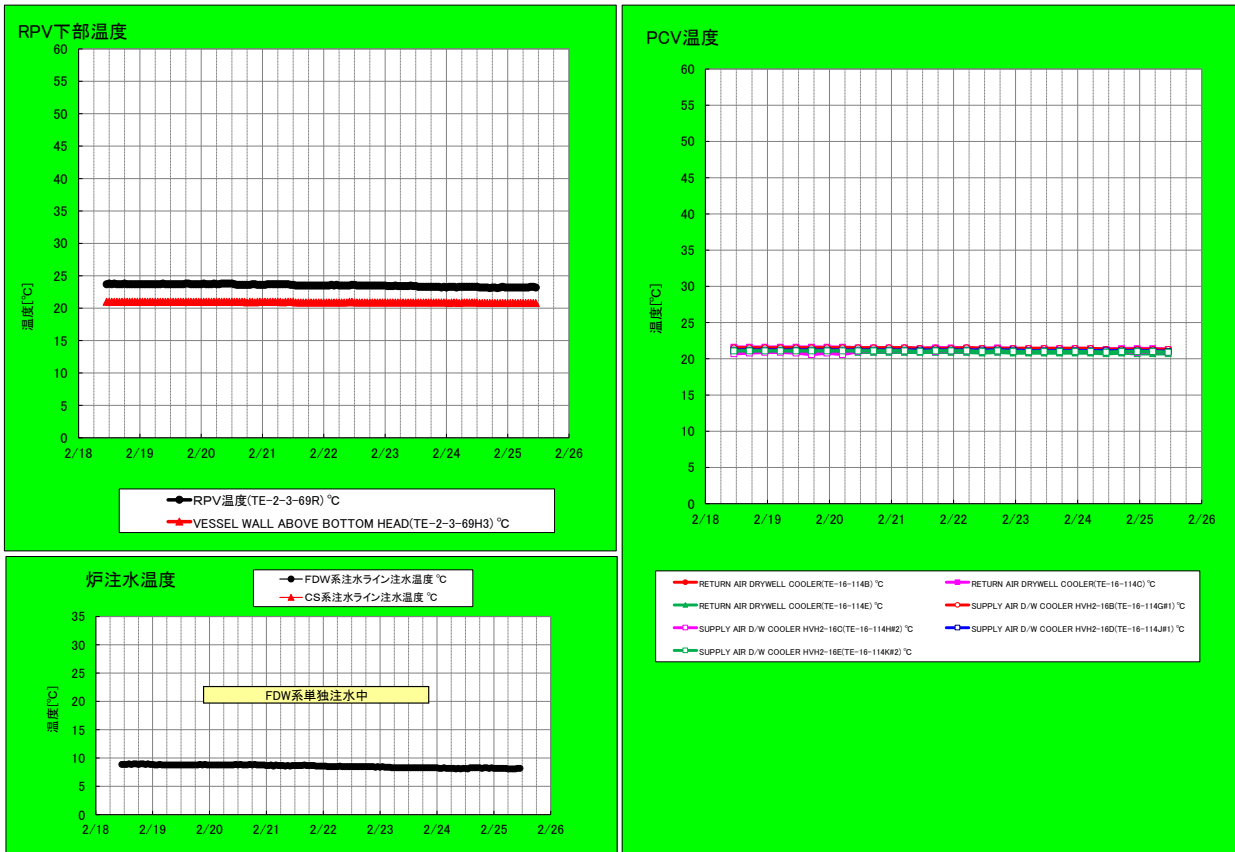 RPV下部温度
60
55
50
45
40
35
30
25
20
15
10
5
0
温度[℃]
2/18 2/19 2/20 2/21 2/22 2/23 2/24 2/25 2/26
RPV温度(TE-2-3-69R) ℃
VESSEL WALL ABOVE BOTTOM HEAD(TE-2-3-69H3) ℃
炉注水温度
FDW系注水ライン注水温度 ℃
CS系注水ライン注水温度 ℃
35
30
25
20
15
10
5
0
温度[℃]
FDW系単独注水中
2/18 2/19 2/20 2/21 2/22 2/23 2/24 2/25 2/26
PCV温度
60
55
50
45
40
35
30
25
20
15
10
5
0
温度[℃]
2/18 2/19 2/20 2/21 2/22 2/23 2/24 2/25 2/26
RETURN AIR DRYWELL COOLER(TE-16-114B) ℃
RETURN AIR DRYWELL COOLER(TE-16-114C) ℃
RETURN AIR DRYWELL COOLER(TE-16-114E) ℃
SUPPLY AIR D/W COOLER HVH2-16B(TE-16-114G#1) ℃
SUPPLY AIR D/W COOLER HVH2-16C(TE-16-114H#2) ℃
SUPPLY AIR D/W COOLER HVH2-16D(TE-16-114J#1) ℃
SUPPLY AIR D/W COOLER HVH2-16E(TE-16-114K#2) ℃